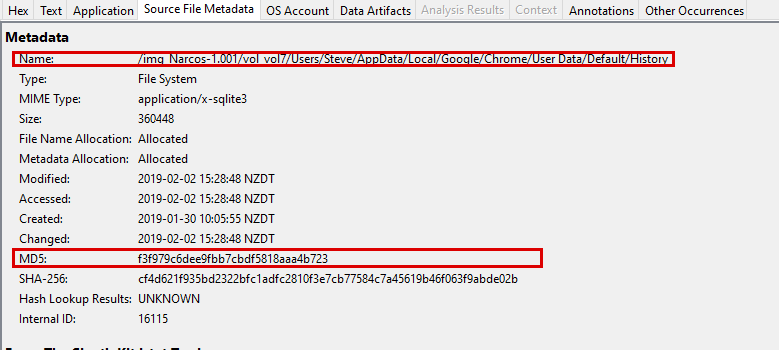 Hex Text Application Source File Metadata OS Account Data Artifacts Analysis Results Context Annotations Other Occurrences
Metadata
Name: /img_Narcos-1.001/vol_vol7/Users/Steve/AppData/Local/Google/Chrome/User Data/Default/History
Type: File System
MIME Type: application/x-sqlite3
Size: 360448
File Name Allocation: Allocated
Metadata Allocation: Allocated
Modified: 2019-02-02 15:28:48 NZDT
Accessed: 2019-02-02 15:28:48 NZDT
Created: 2019-01-30 10:05:55 NZDT
Changed: 2019-02-02 15:28:48 NZDT
MD5: f3f979c6dee9fbb7cbdf5818aaa4b723
SHA-256: cf4d621f935bd2322bfc1adfc2810f3e7cb77584c7a45619b46f063f9abde02b
Hash Lookup Results: UNKNOWN
Internal ID: 16115